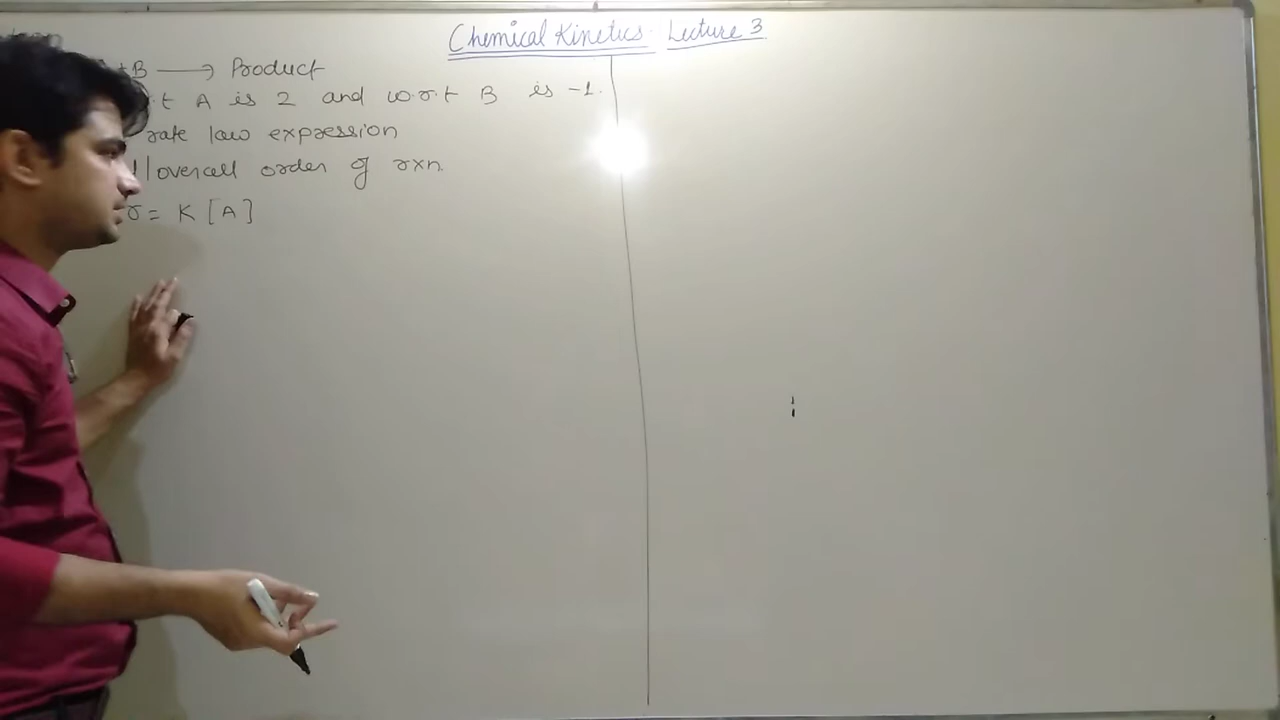 Chemical Kinetics Lecture 3
+B ⟶ Product
r.t A is 2 and w.r.t B is -1.
rate law expression
overall order of rxn.
r = K [A]